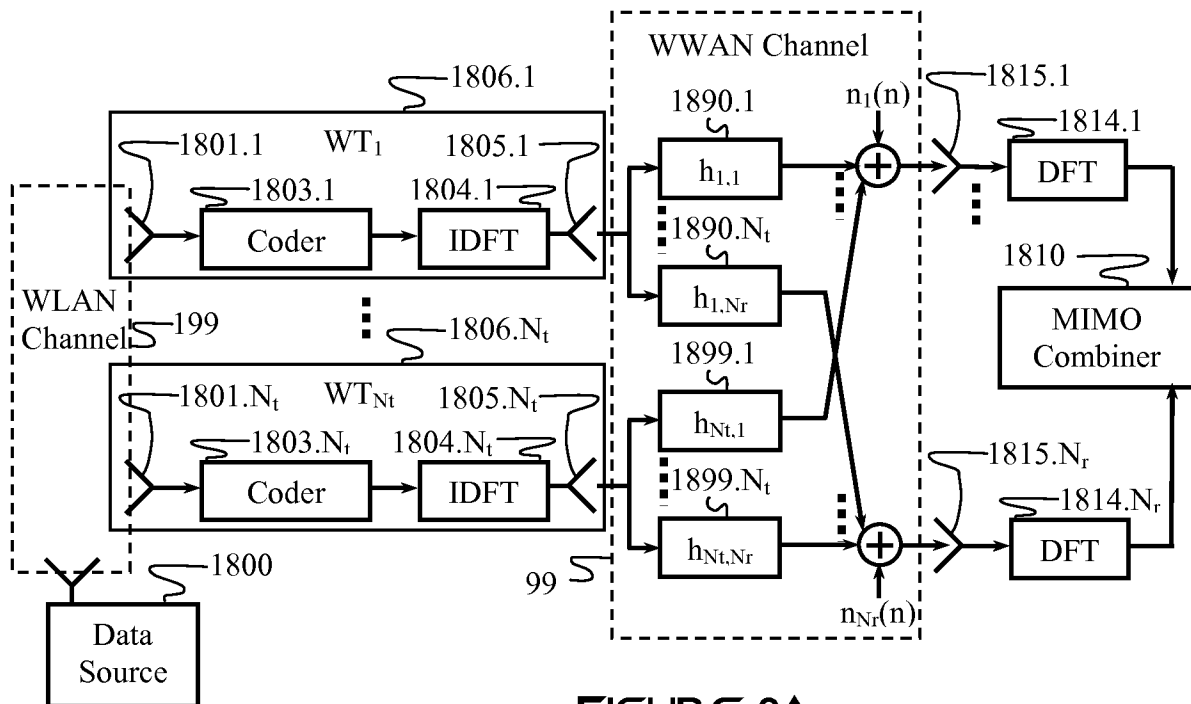 WWAN Channel
1806.1
1815.1
1890.1
n1(n)
1814.1
1801.1
WT1
1805.1
h1,1
DFT
1803.1
1804.1
Coder
IDFT
1890.Nt
1810
WLAN
Channel
199
1806.Nt
h1,Nr
MIMO
Combiner
1899.1
1801.Nt
WTNt
1805.Nt
hNt,1
1803.Nt
1804.Nt
1899.Nt
1815.Nr
Coder
IDFT
1814.Nr
hNt,Nr
DFT
1800
99
nNr(n)
Data
Source